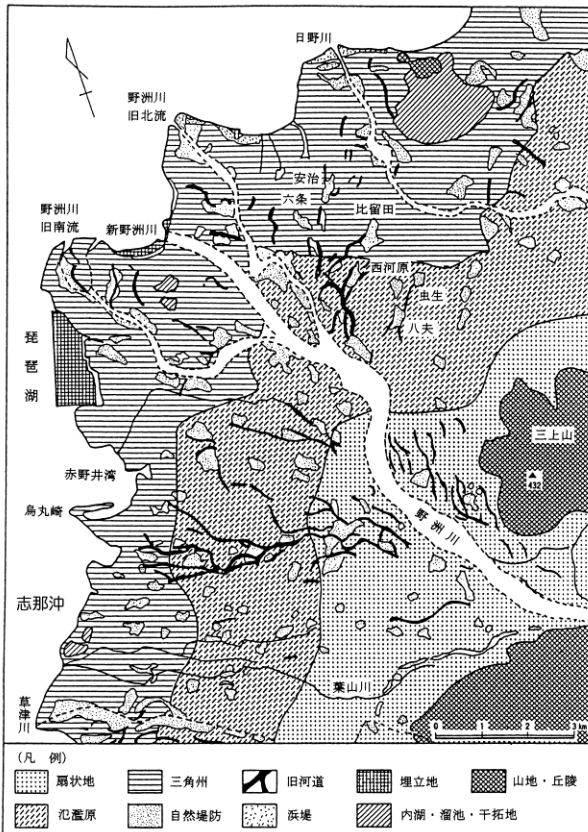 日野川
野洲川
旧北流
安治
六条
比留田
野洲川
旧南流
新野洲川
西河原
虫生
八夫
琵琶湖
三上山
432
赤野井湾
烏丸崎
野洲川
志那沖
葉山川
草津川
0 1 2 3km
(凡 例)
扇状地
三角州
旧河道
埋立地
山地・丘陵
氾濫原
自然堤防
浜堤
内湖・溜池・干拓地